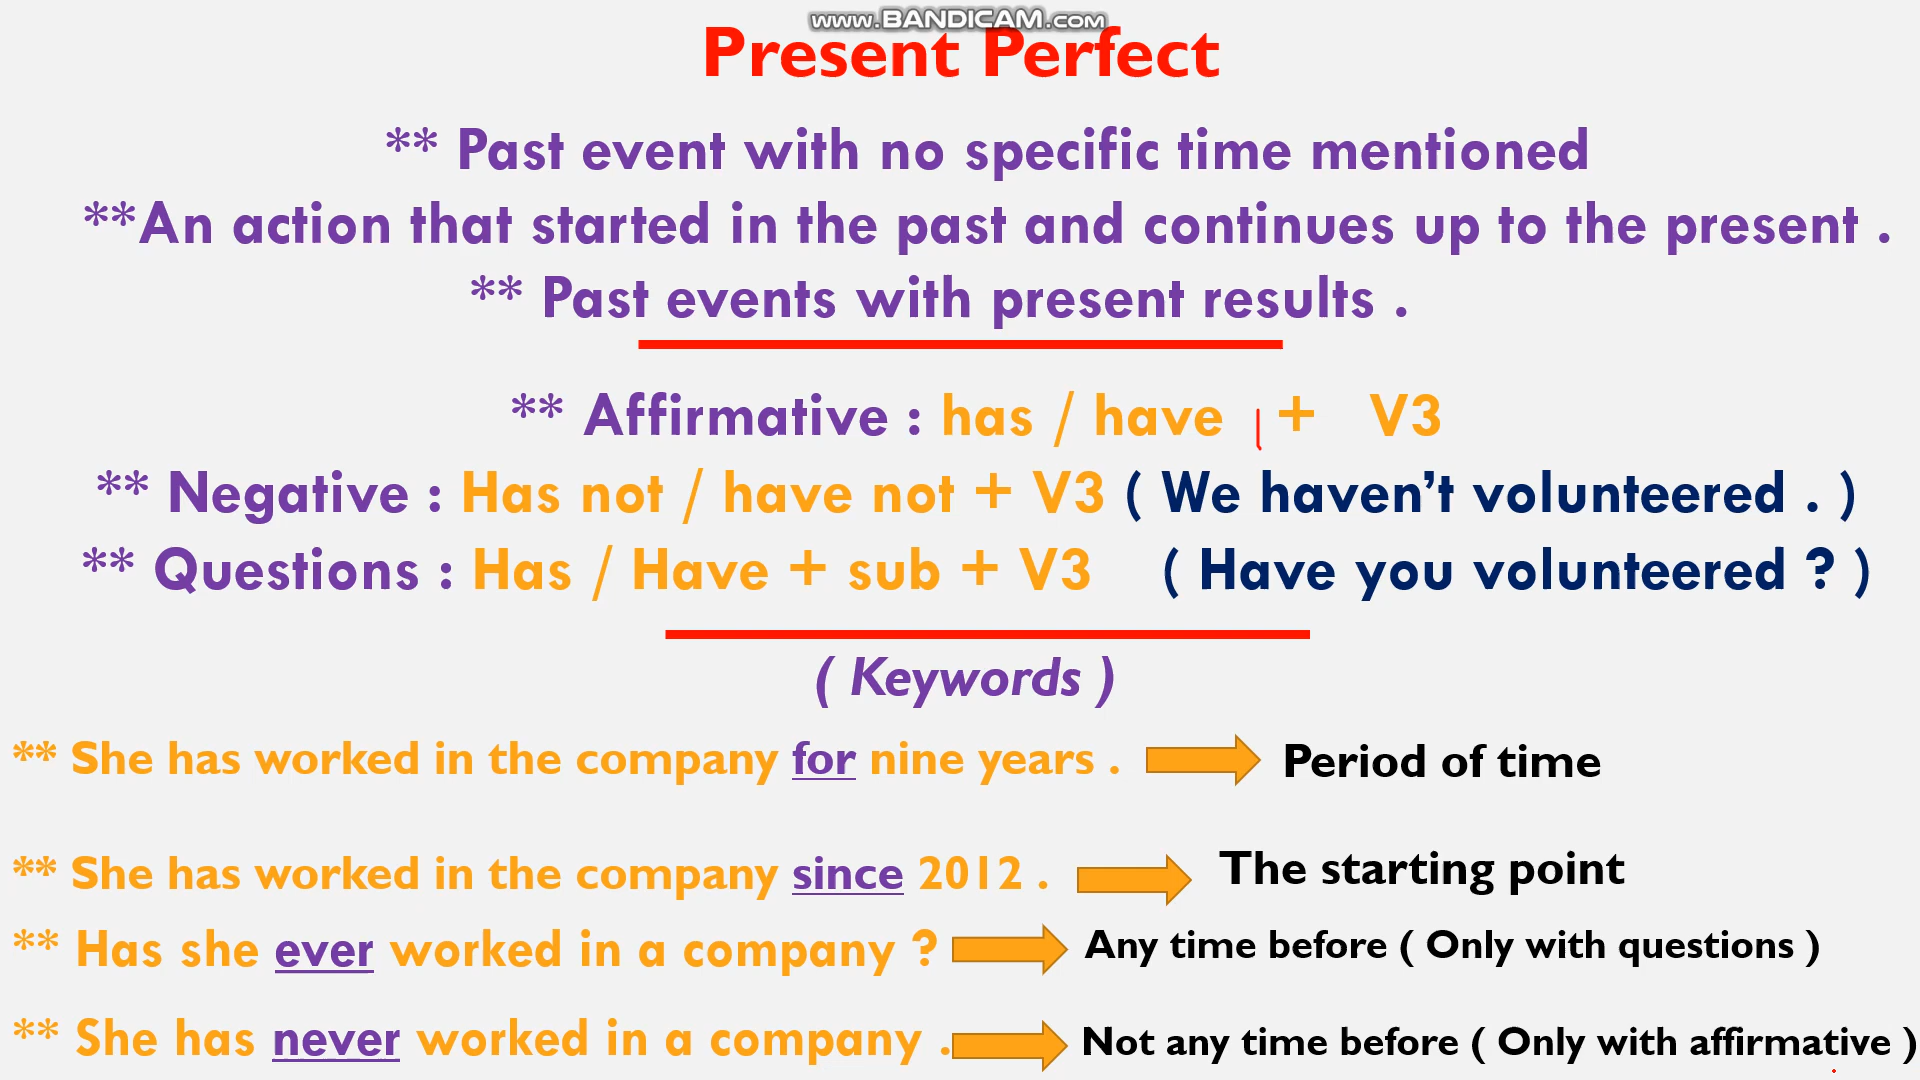 www.BANDICAM.com
Present Perfect
** Past event with no specific time mentioned
**An action that started in the past and continues up to the present .
** Past events with present results .
** Affirmative : has / have + V3
** Negative : Has not / have not + V3 ( We haven’t volunteered . )
** Questions : Has / Have + sub + V3 ( Have you volunteered ? )
( Keywords )
** She has worked in the company for nine years . Period of time
** She has worked in the company since 2012 . The starting point
** Has she ever worked in a company ? Any time before ( Only with questions )
** She has never worked in a company . Not any time before ( Only with affirmative )